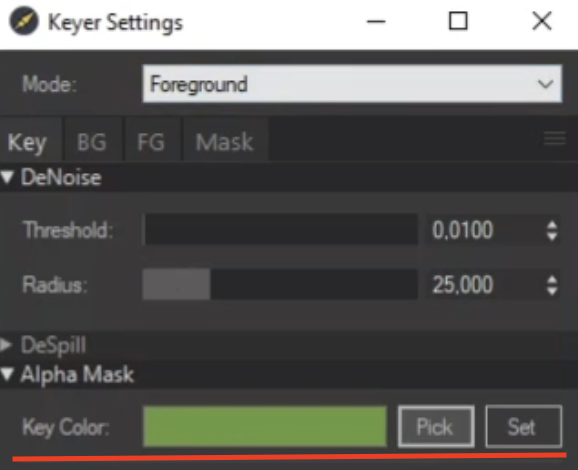 Keyer Settings
Mode: Foreground
Key BG FG Mask
DeNoise
Threshold: 0,0100
Radius: 25,000
DeSpill
Alpha Mask
Key Color: Pick Set